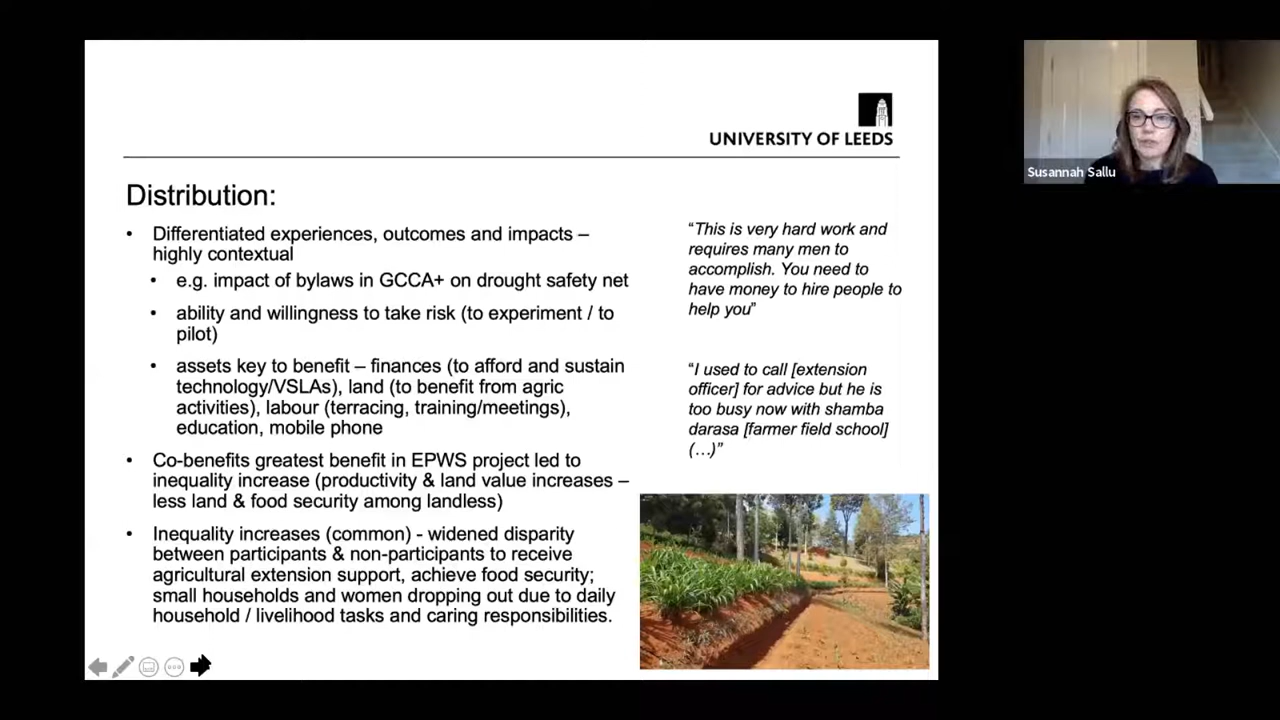 UNIVERSITY OF LEEDS
Distribution:
• Differentiated experiences, outcomes and impacts –
highly contextual
• e.g. impact of bylaws in GCCA+ on drought safety net
• ability and willingness to take risk (to experiment / to
pilot)
• assets key to benefit – finances (to afford and sustain
technology/VSLAs), land (to benefit from agric
activities), labour (terracing, training/meetings),
education, mobile phone
• Co-benefits greatest benefit in EPWS project led to
inequality increase (productivity & land value increases –
less land & food security among landless)
• Inequality increases (common) - widened disparity
between participants & non-participants to receive
agricultural extension support, achieve food security;
small households and women dropping out due to daily
household / livelihood tasks and caring responsibilities.
“This is very hard work and
requires many men to
accomplish. You need to
have money to hire people to
help you”
“I used to call [extension
officer] for advice but he is
too busy now with shamba
darasa [farmer field school]
(…)”
Susannah Sallu